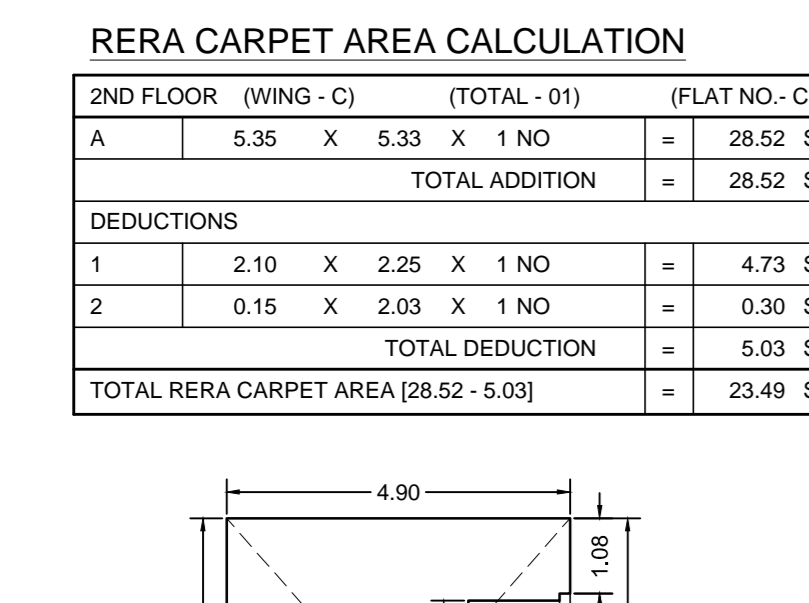 RERA CARPET AREA CALCULATION
2ND FLOOR (WING - C) (TOTAL - 01) (FLAT NO.- C
A 5.35 X 5.33 X 1 NO = 28.52 S
TOTAL ADDITION = 28.52 S
DEDUCTIONS
1 2.10 X 2.25 X 1 NO = 4.73 S
2 0.15 X 2.03 X 1 NO = 0.30 S
TOTAL DEDUCTION = 5.03 S
TOTAL RERA CARPET AREA [28.52 - 5.03] = 23.49 S
4.90
1.08